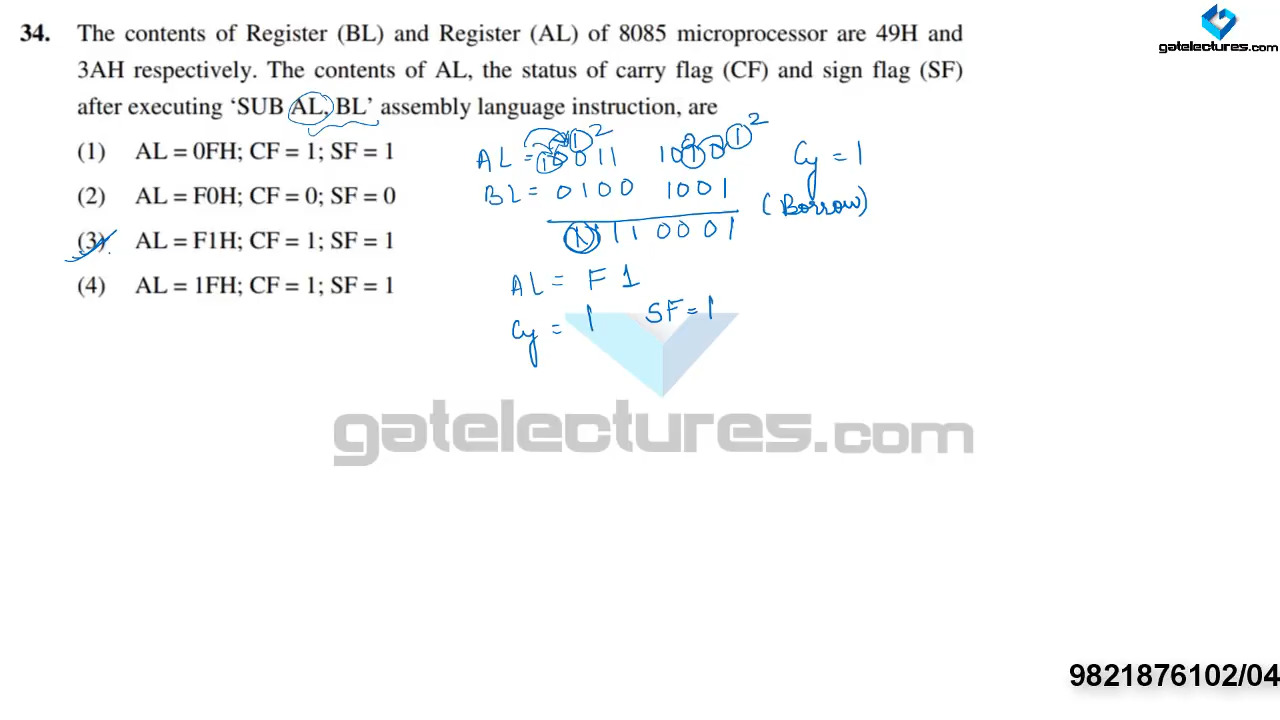 gatelectures.com
34. The contents of Register (BL) and Register (AL) of 8085 microprocessor are 49H and
3AH respectively. The contents of AL, the status of carry flag (CF) and sign flag (SF)
after executing ‘SUB AL, BL’ assembly language instruction, are
(1) AL = 0FH; CF = 1; SF = 1
(2) AL = F0H; CF = 0; SF = 0
(3) AL = F1H; CF = 1; SF = 1
(4) AL = 1FH; CF = 1; SF = 1
BL = 0100 1001
Cy = 1
(Borrow)
AL = F 1
Cy = 1 SF = 1
gatelectures.com
9821876102/04